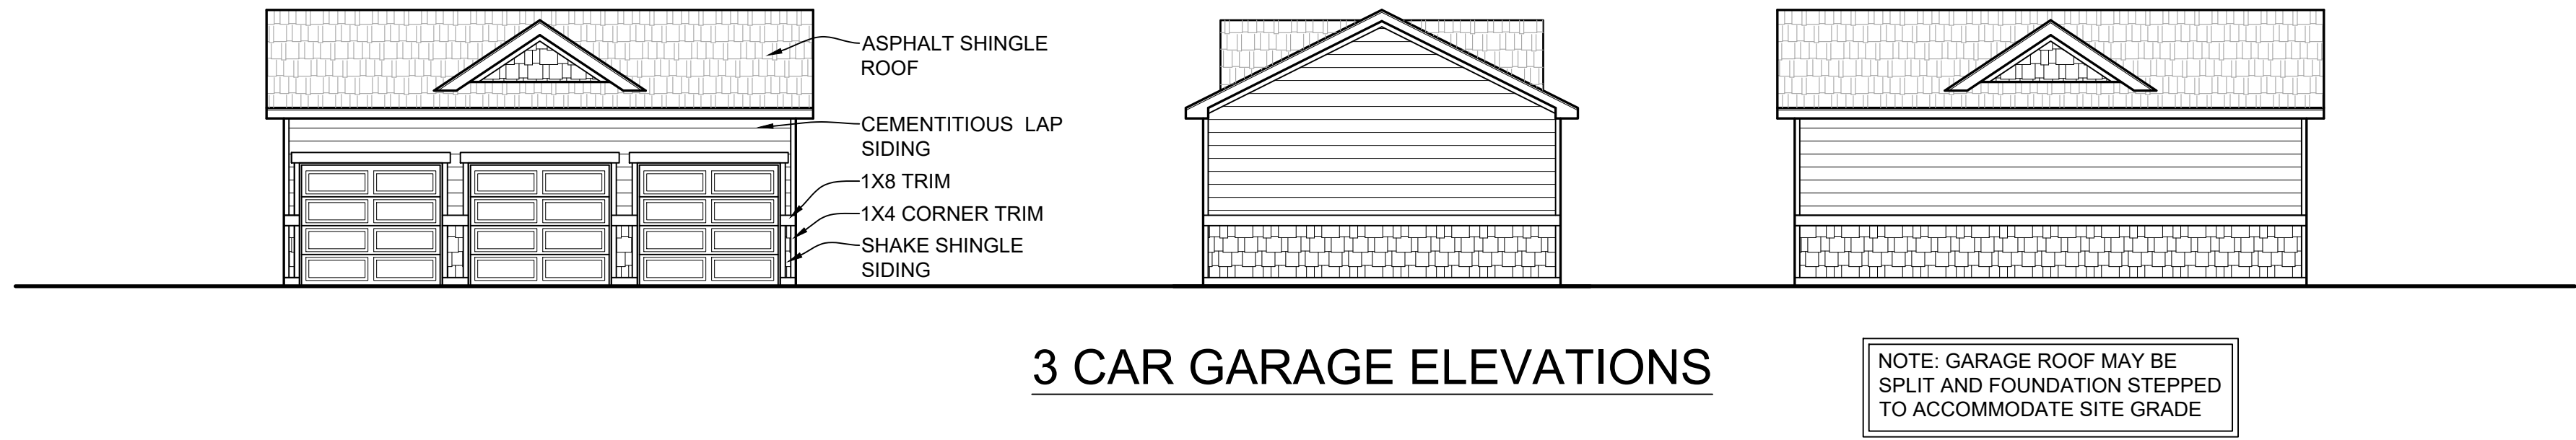 ASPHALT SHINGLE
ROOF
CEMENTITIOUS LAP
SIDING
1X8 TRIM
1X4 CORNER TRIM
SHAKE SHINGLE
SIDING
3 CAR GARAGE ELEVATIONS
NOTE: GARAGE ROOF MAY BE
SPLIT AND FOUNDATION STEPPED
TO ACCOMMODATE SITE GRADE